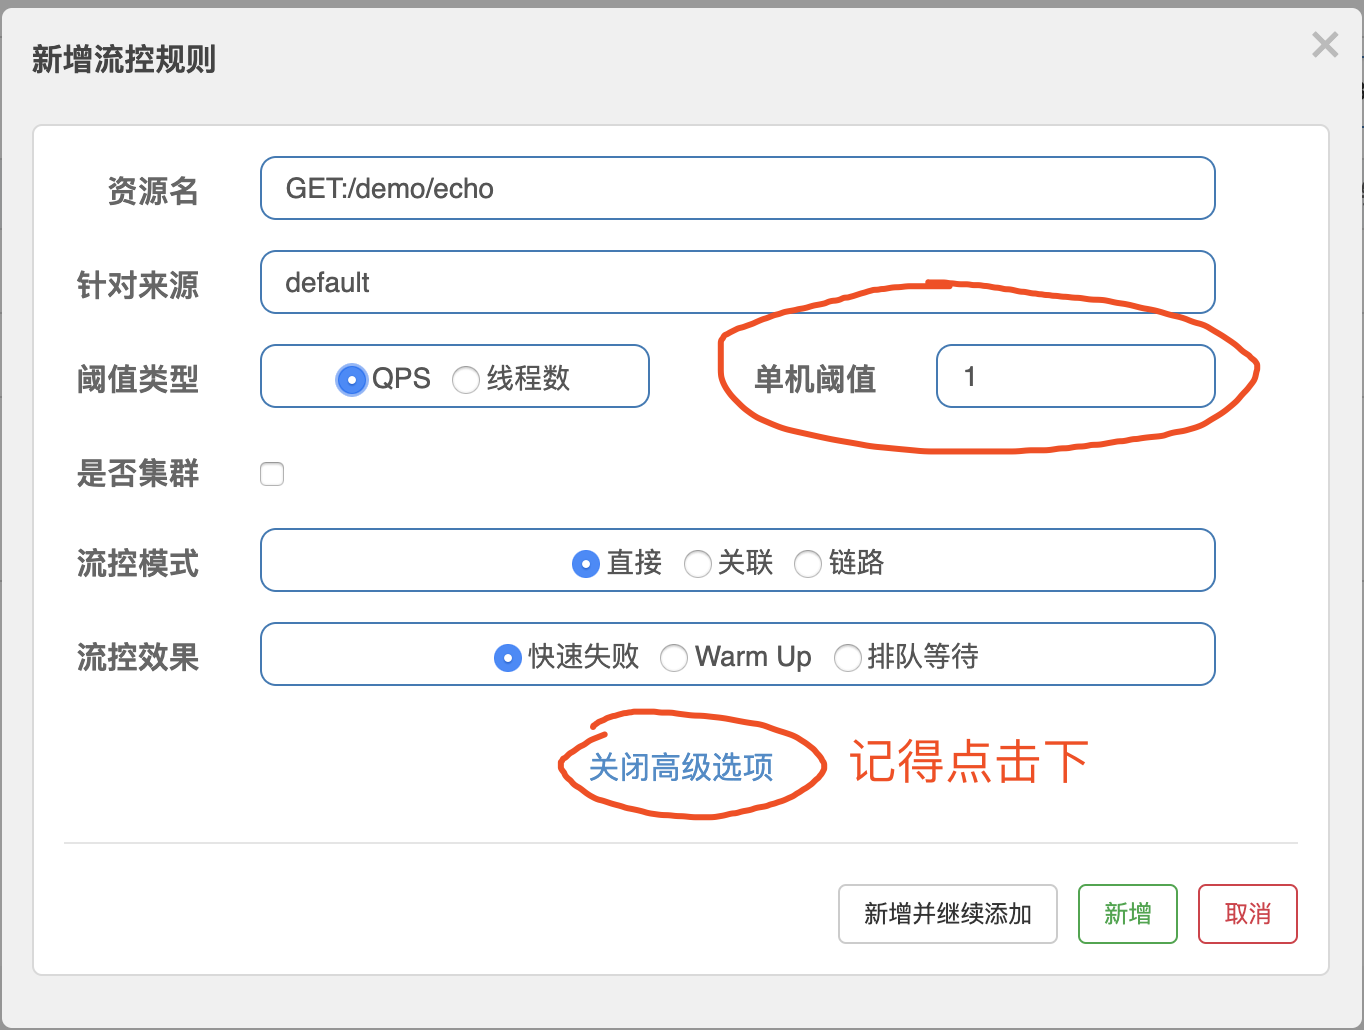 新增流控规则
资源名 GET:/demo/echo
针对来源 default
阈值类型 QPS 线程数 单机阈值 1
是否集群
流控模式 直接 关联 链路
流控效果 快速失败 Warm Up 排队等待
关闭高级选项 记得点击下
新增并继续添加 新增 取消